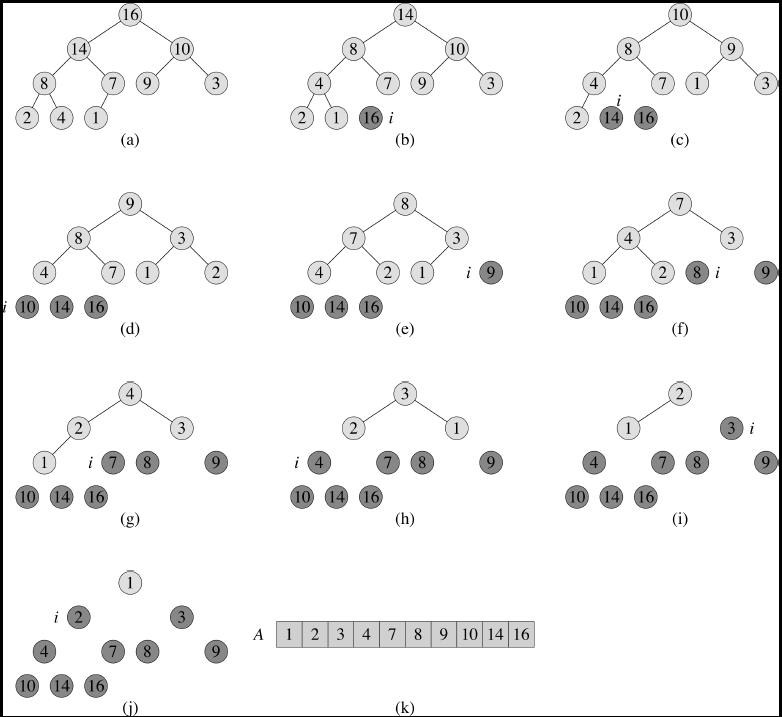 16
14 10
8 7 9 3
2 4 1
(a)
14
8 10
4 7 9 3
2 1 16 i
(b)
10
8 9
4 7 1 3
i
2 14 16
(c)
9
8 3
4 7 1 2
i 10 14 16
(d)
8
7 3
4 2 1 i 9
10 14 16
(e)
7
4 3
1 2 8 i 9
10 14 16
(f)
4
2 3
1 i 7 8 9
10 14 16
(g)
3
2 1
i 4 7 8 9
10 14 16
(h)
2
1 3 i
4 7 8 9
10 14 16
(i)
1
i 2 3
4 7 8 9
10 14 16
(j)
A 1 2 3 4 7 8 9 10 14 16
(k)